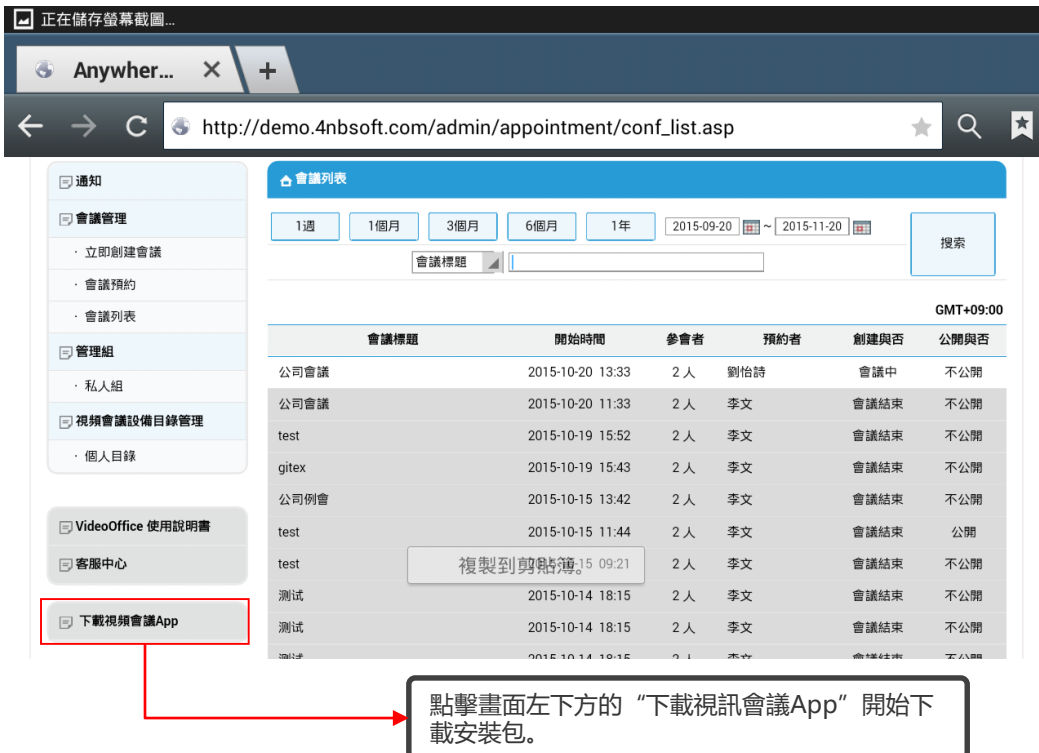 正在儲存螢幕截圖...
Anywher...
http://demo.4nbsoft.com/admin/appointment/conf_list.asp
通知
會議管理
· 立即創建會議
· 會議預約
· 會議列表
管理組
· 私人組
視頻會議設備目錄管理
· 個人目錄
VideoOffice 使用說明書
客服中心
下載視頻會議App
會議列表
1週 1個月 3個月 6個月 1年 2015-09-20 ~ 2015-11-20 搜索
會議標題
GMT+09:00
會議標題 開始時間 參會者 預約者 創建與否 公開與否
公司會議 2015-10-20 13:33 2 人 劉怡詩 會議中 不公開
公司會議 2015-10-20 11:33 2 人 李文 會議結束 不公開
test 2015-10-19 15:52 2 人 李文 會議結束 不公開
gitex 2015-10-19 15:43 2 人 李文 會議結束 不公開
公司例會 2015-10-15 13:42 2 人 李文 會議結束 不公開
test 2015-10-15 11:44 2 人 李文 會議結束 公開
test 09:21 2 人 李文 會議結束 不公開
複製到剪貼簿。
测试 2015-10-14 18:15 2 人 李文 會議結束 不公開
测试 2015-10-14 18:15 2 人 李文 會議結束 不公開
點擊畫面左下方的“下載視訊會議App”開始下
載安裝包。